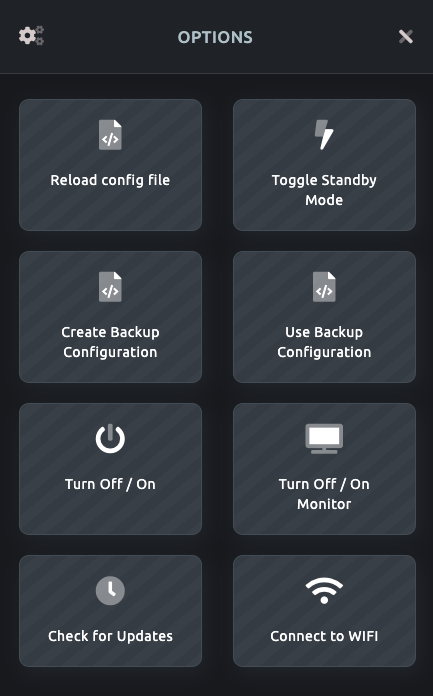 OPTIONS
Reload config file
Toggle Standby
Mode
Create Backup
Configuration
Use Backup
Configuration
Turn Off / On
Turn Off / On
Monitor
Check for Updates
Connect to WIFI